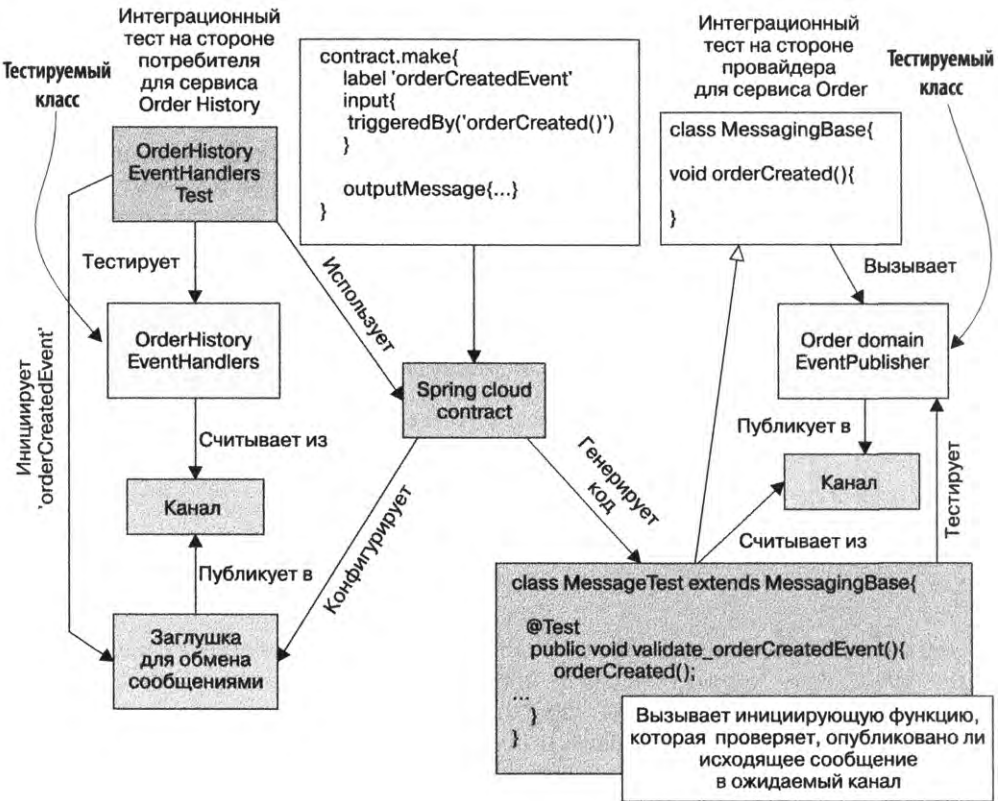 Интеграционный
тест на стороне
потребителя
для сервиса
Order History
Тестируемый
класс
OrderHistory
EventHandlers
Test
contract.make{
label 'orderCreatedEvent'
input{
triggeredBy('orderCreated()')
}
outputMessage{...}
}
Интеграционный
тест на стороне
провайдера
для сервиса Order
Тестируемый
класс
class MessagingBase{
void orderCreated(){
}
Тестирует
Использует
Вызывает
OrderHistory
EventHandlers
Order domain
EventPublisher
Инициирует
'orderCreatedEvent'
Spring cloud
contract
Считывает из
Публикует в
Канал
Канал
Генерирует
код
Тестирует
Конфигурирует
Считывает из
Публикует в
Заглушка
для обмена
сообщениями
class MessageTest extends MessagingBase{
@Test
public void validate_orderCreatedEvent(){
orderCreated();
...
}
}
Вызывает инициирующую функцию,
которая проверяет, опубликовано ли
исходящее сообщение
в ожидаемый канал